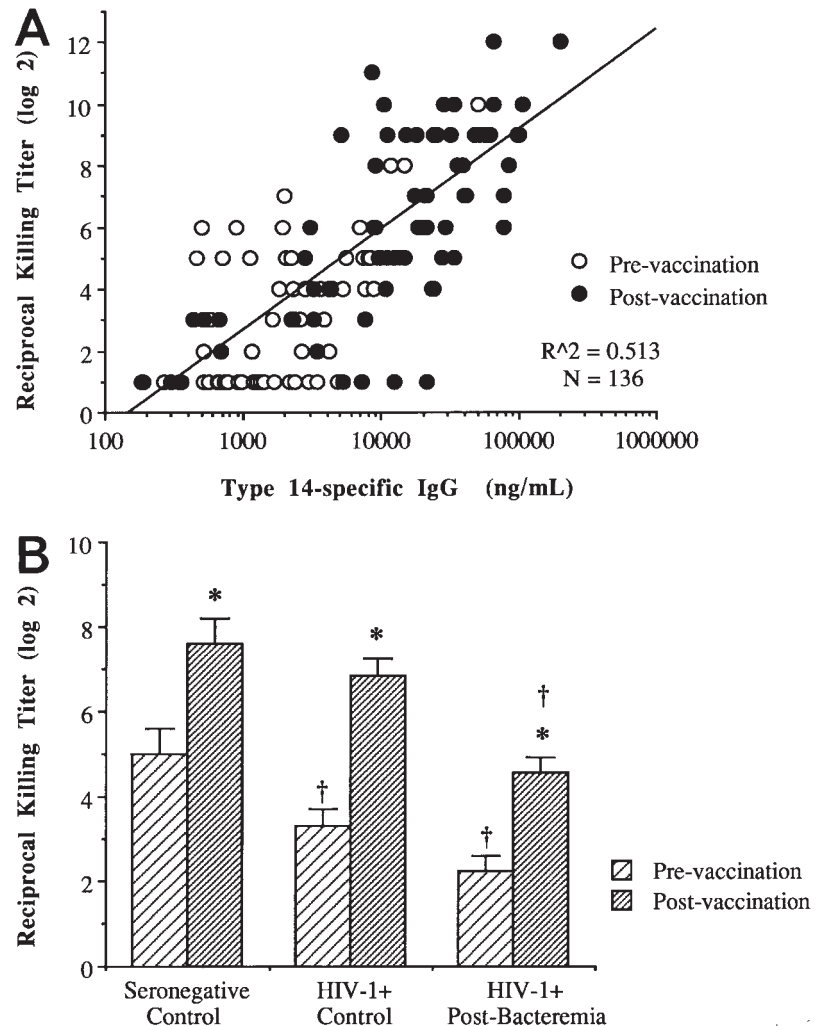 A
Reciprocal Killing Titer (log 2)
12
10
8
6
4
2
0
100
1000
10000
100000
1000000
Type 14-specific IgG (ng/mL)
Pre-vaccination
Post-vaccination
R^2 = 0.513
N = 136
B
Reciprocal Killing Titer (log 2)
10
8
6
4
2
0
*
†
*
†
†
*
Pre-vaccination
Post-vaccination
Seronegative
Control
HIV-1+
Control
HIV-1+
Post-Bacteremia